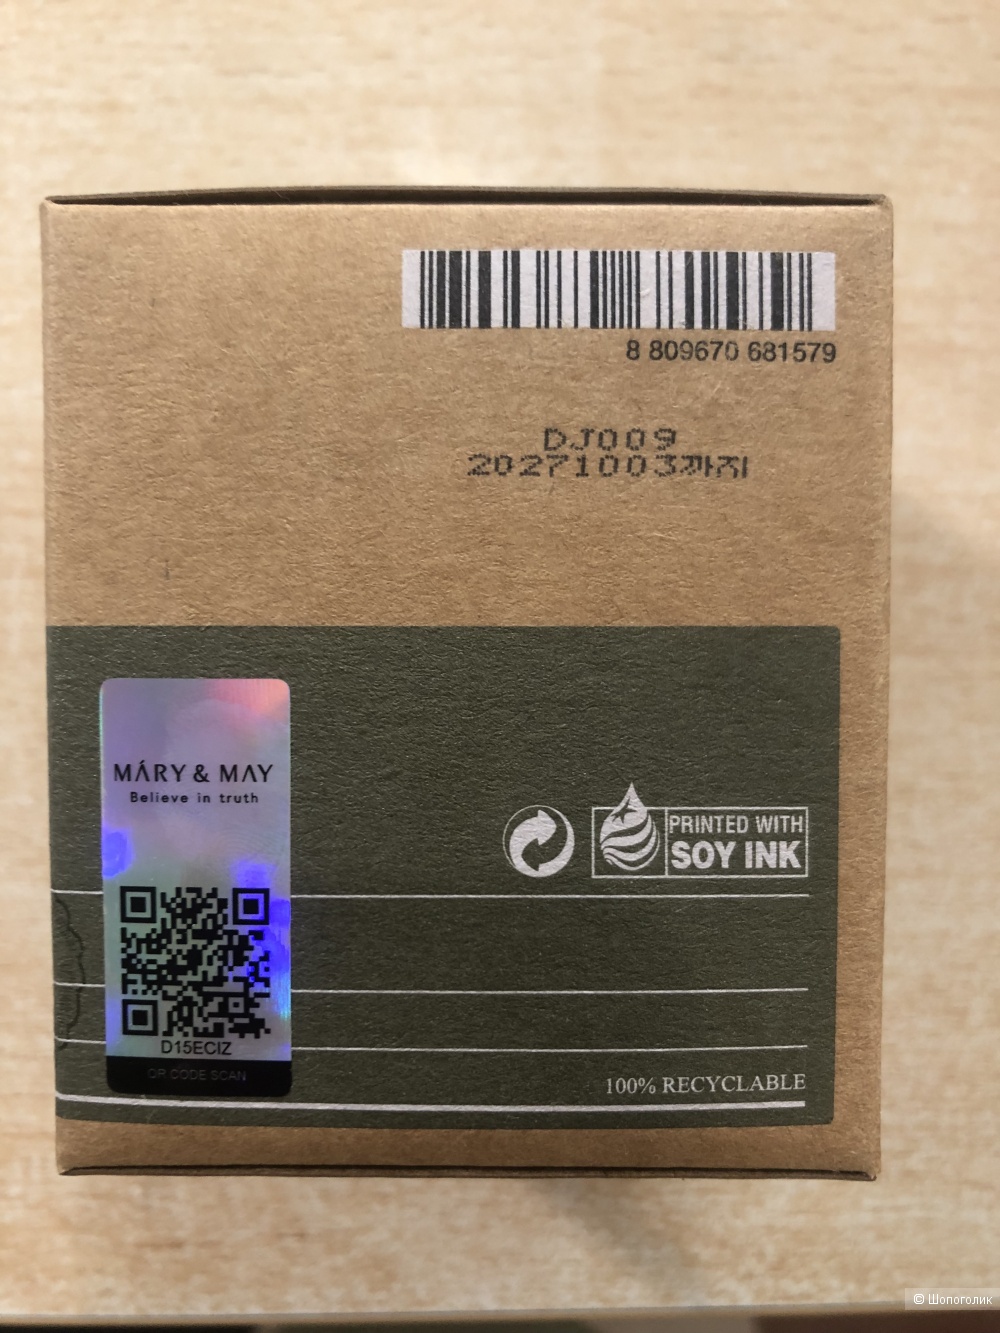 8 809670 681579
DJ009
20271003까지
MÁRY & MAY
Believe in truth
PRINTED WITH
SOY INK
D15ECIZ
QR CODE SCAN
100% RECYCLABLE
© Шопоголик